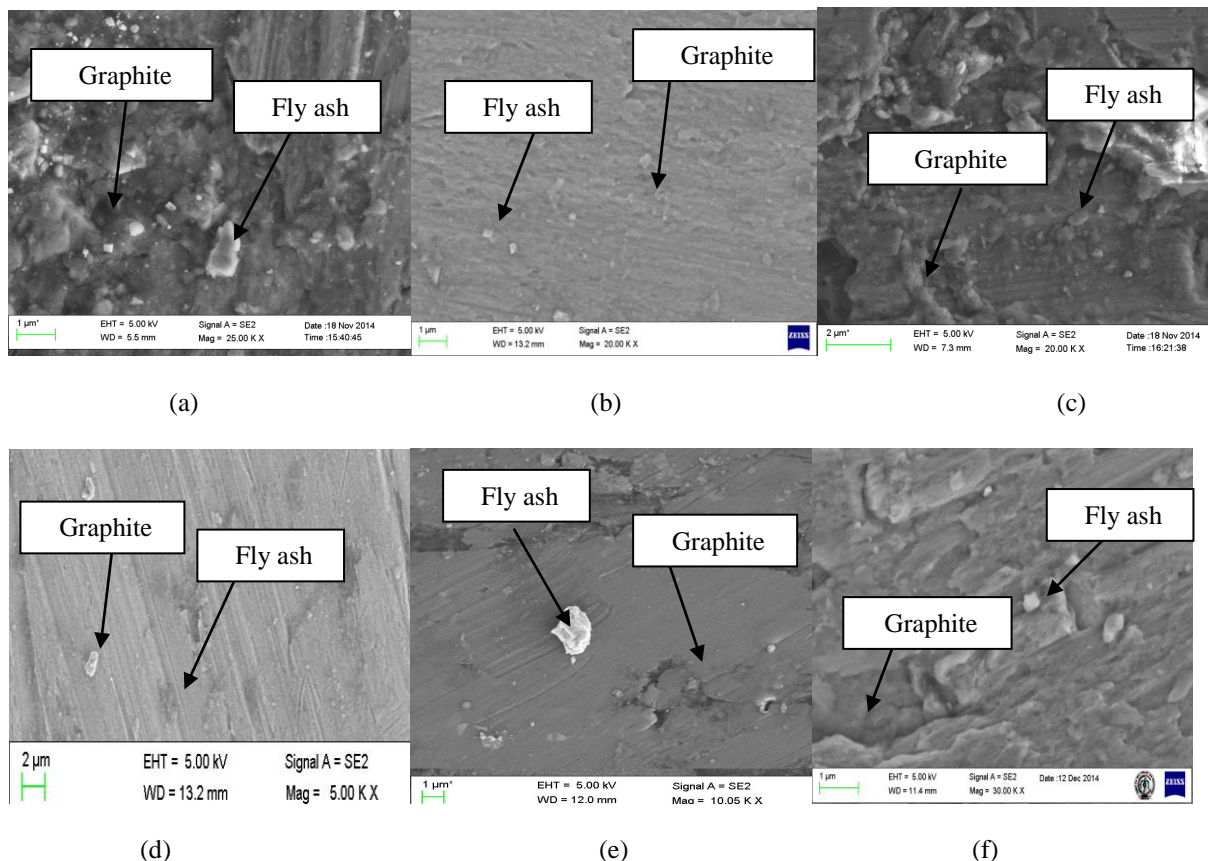 Graphite
Fly ash
1 µm*
EHT = 5.00 kV
Signal A = SE2
Date :18 Nov 2014
WD = 5.5 mm
Mag = 25.00 K X
Time :15:40:45
(a)
Graphite
Fly ash
1 µm
EHT = 5.00 kV
Signal A = SE2
WD = 13.2 mm
Mag = 20.00 K X
ZEISS
(b)
Fly ash
Graphite
2 µm*
EHT = 5.00 kV
Signal A = SE2
Date :18 Nov 2014
WD = 7.3 mm
Mag = 20.00 K X
Time :16:21:38
(c)
Graphite
Fly ash
2 µm
EHT = 5.00 kV
Signal A = SE2
WD = 13.2 mm
Mag = 5.00 K X
(d)
Fly ash
Graphite
1 µm*
EHT = 5.00 kV
Signal A = SE2
WD = 12.0 mm
Mag = 10.05 K X
(e)
Fly ash
Graphite
1 µm
EHT = 5.00 kV
Signal A = SE2
Date :12 Dec 2014
WD = 11.4 mm
Mag = 30.00 K X
ZEISS
(f)